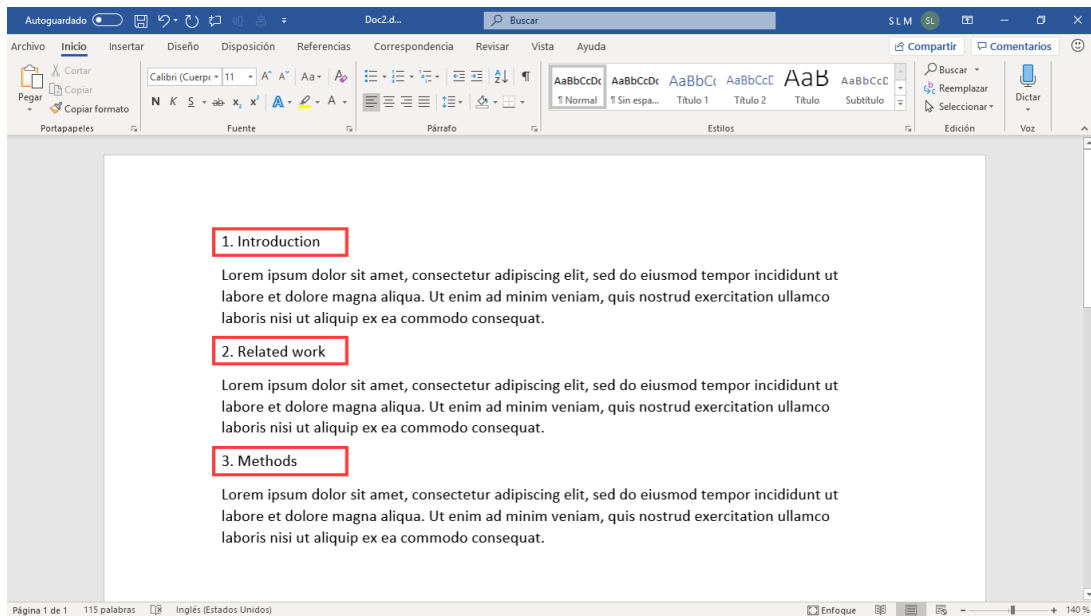 Autoguardado Doc2.d... Buscar S L M SL
Archivo Inicio Insertar Diseño Disposición Referencias Correspondencia Revisar Vista Ayuda Compartir Comentarios
Pegar Cortar Copiar Copiar formato
Calibri (Cuerpo 11 A^ A˅ Aa A
N K S ab x₂ x² A A
AaBbCcDc AaBbCcDc AaBbCc AaBbCcC AaB AaBbCcD
¶ Normal ¶ Sin espa... Título 1 Título 2 Título Subtítulo
Buscar
Reemplazar
Seleccionar
Dictar
Portapapeles Fuente Párrafo Estilos Edición Voz
1. Introduction
Lorem ipsum dolor sit amet, consectetur adipiscing elit, sed do eiusmod tempor incididunt ut
labore et dolore magna aliqua. Ut enim ad minim veniam, quis nostrud exercitation ullamco
laboris nisi ut aliquip ex ea commodo consequat.
2. Related work
Lorem ipsum dolor sit amet, consectetur adipiscing elit, sed do eiusmod tempor incididunt ut
labore et dolore magna aliqua. Ut enim ad minim veniam, quis nostrud exercitation ullamco
laboris nisi ut aliquip ex ea commodo consequat.
3. Methods
Lorem ipsum dolor sit amet, consectetur adipiscing elit, sed do eiusmod tempor incididunt ut
labore et dolore magna aliqua. Ut enim ad minim veniam, quis nostrud exercitation ullamco
laboris nisi ut aliquip ex ea commodo consequat.
Página 1 de 1 115 palabras Inglés (Estados Unidos) Enfoque 140 %